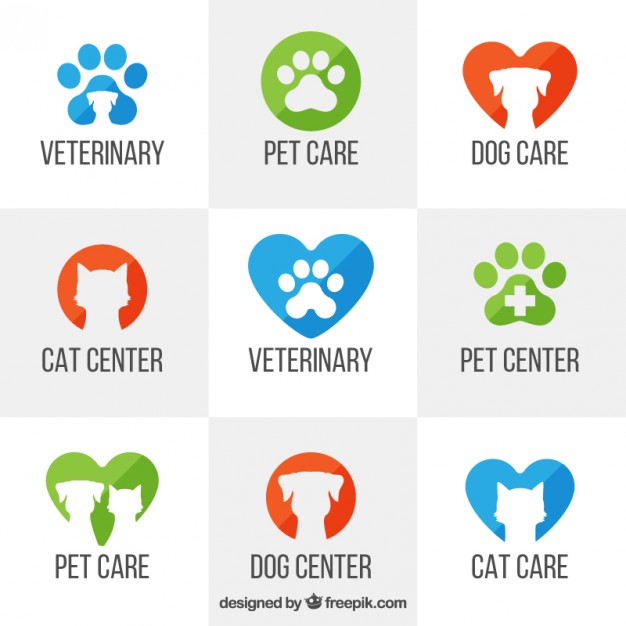 VETERINARY
PET CARE
DOG CARE
CAT CENTER
VETERINARY
PET CENTER
PET CARE
DOG CENTER
CAT CARE
designed by freepik.com